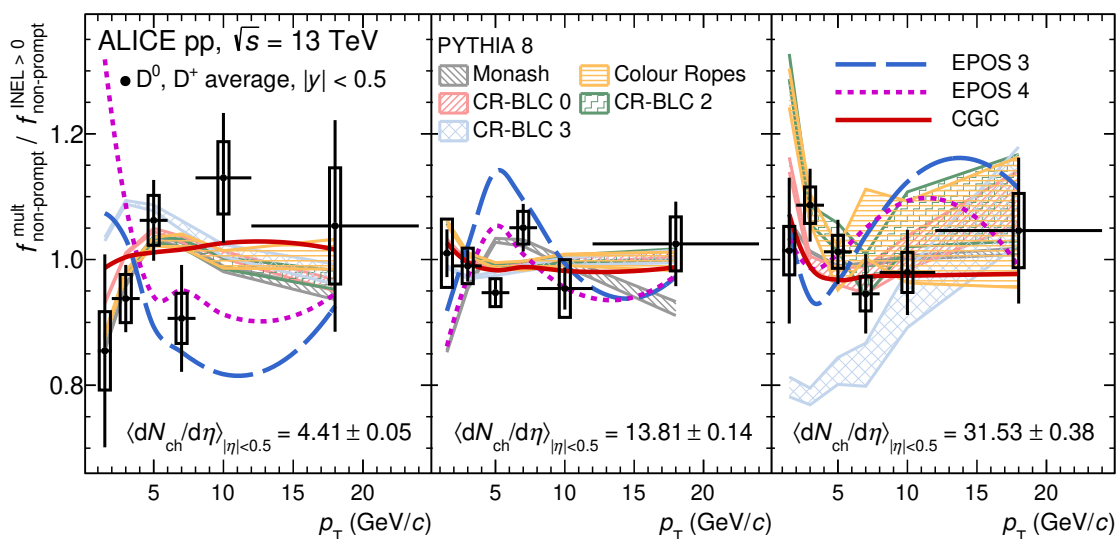 ALICE pp, √s = 13 TeV
● D⁰, D⁺ average, |y| < 0.5
PYTHIA 8
Monash
Colour Ropes
CR-BLC 0
CR-BLC 2
CR-BLC 3
EPOS 3
EPOS 4
CGC
f^mult_non-prompt / f^INEL > 0_non-prompt
1.2
1.0
0.8
⟨dN_ch/dη⟩_|η|<0.5 = 4.41 ± 0.05
⟨dN_ch/dη⟩_|η|<0.5 = 13.81 ± 0.14
⟨dN_ch/dη⟩_|η|<0.5 = 31.53 ± 0.38
5 10 15 20
5 10 15 20
5 10 15 20
p_T (GeV/c)
p_T (GeV/c)
p_T (GeV/c)